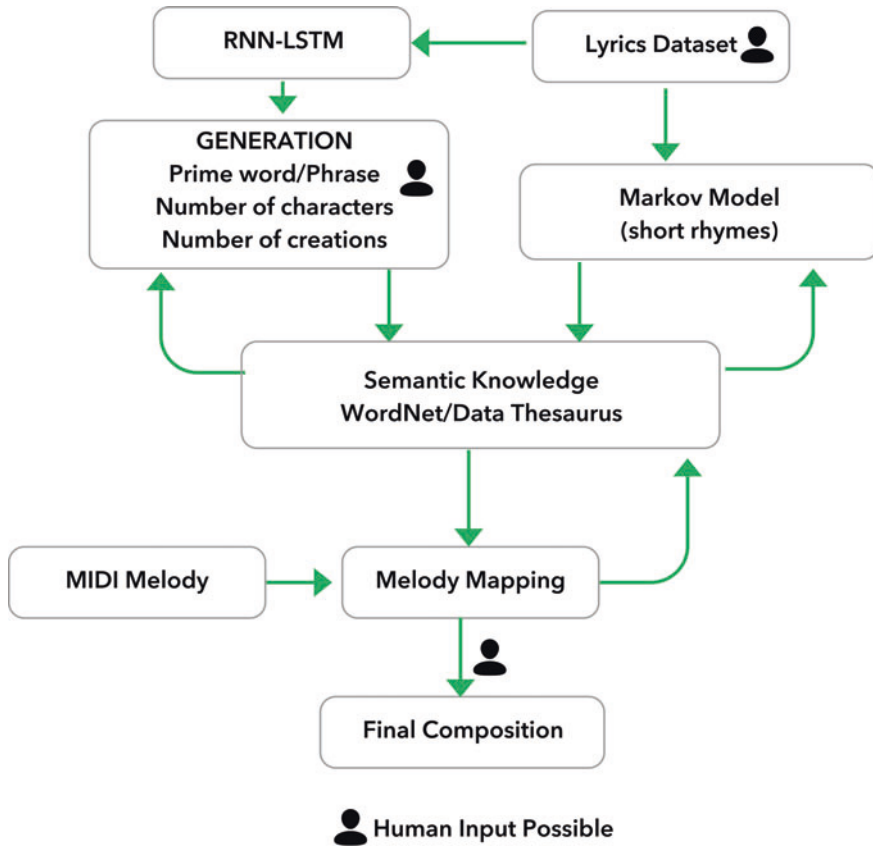 RNN-LSTM
Lyrics Dataset
GENERATION
Prime word/Phrase
Number of characters
Number of creations
Markov Model
(short rhymes)
Semantic Knowledge
WordNet/Data Thesaurus
MIDI Melody
Melody Mapping
Final Composition
Human Input Possible